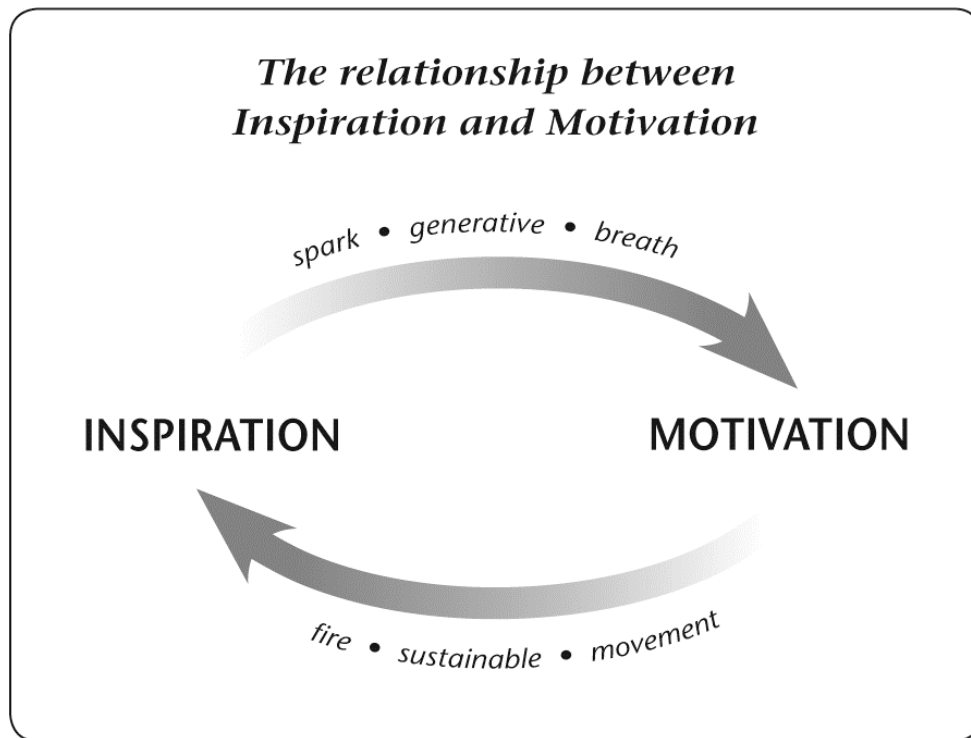 The relationship between
Inspiration and Motivation
spark • generative • breath
INSPIRATION
MOTIVATION
fire • sustainable • movement